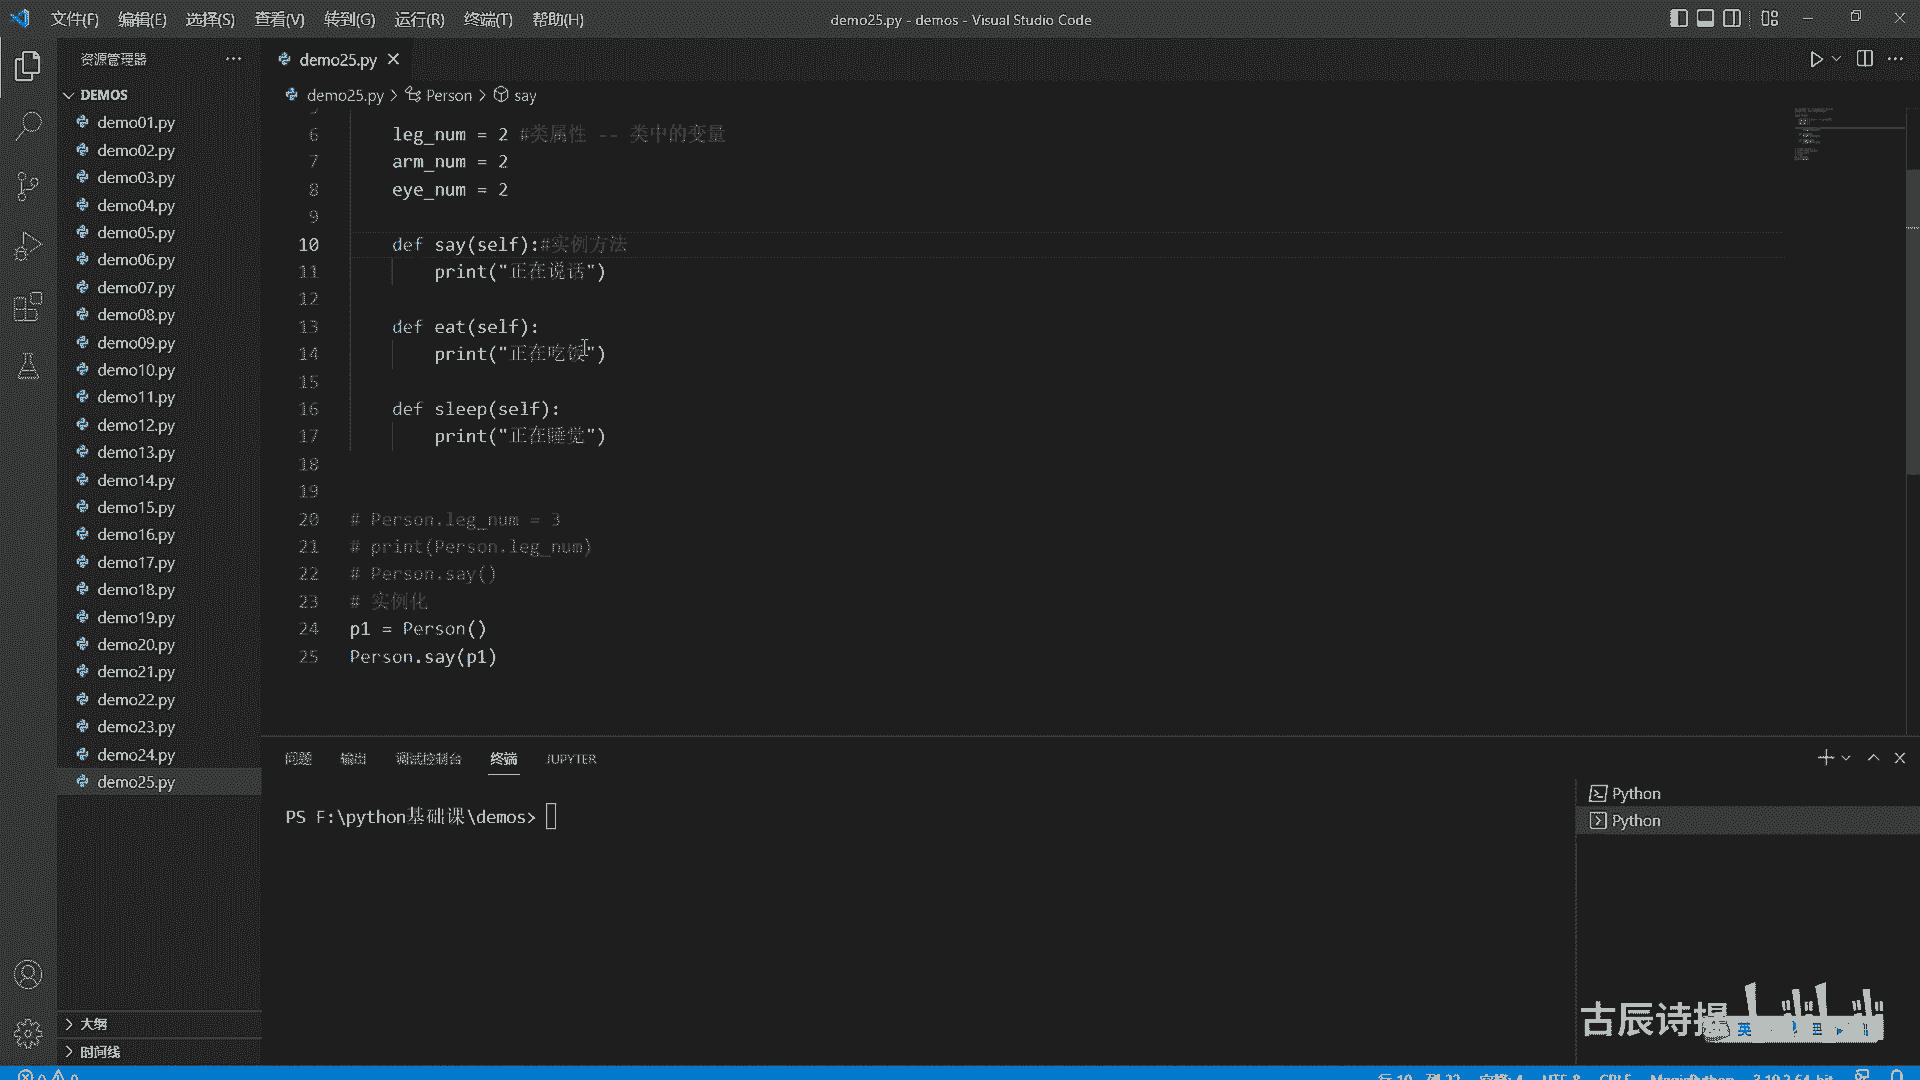 文件(F) 编辑(E) 选择(S) 查看(V) 转到(G) 运行(R) 终端(T) 帮助(H)
demo25.py - demos - Visual Studio Code
资源管理器
DEMOS
demo01.py
demo02.py
demo03.py
demo04.py
demo05.py
demo06.py
demo07.py
demo08.py
demo09.py
demo10.py
demo11.py
demo12.py
demo13.py
demo14.py
demo15.py
demo16.py
demo17.py
demo18.py
demo19.py
demo20.py
demo21.py
demo22.py
demo23.py
demo24.py
demo25.py
大纲
时间线
demo25.py
demo25.py > Person > say
6 leg_num = 2 #类属性 -- 类中的变量
7 arm_num = 2
8 eye_num = 2
9
10 def say(self):#实例方法
11 print("正在说话")
12
13 def eat(self):
14 print("正在吃饭")
15
16 def sleep(self):
17 print("正在睡觉")
18
19
20 # Person.leg_num = 3
21 # print(Person.leg_num)
22 # Person.say()
23 # 实例化
24 p1 = Person()
25 Person.say(p1)
问题 输出 调试控制台 终端 JUPYTER
PS F:\python基础课\demos>
Python
Python
古辰诗提
英